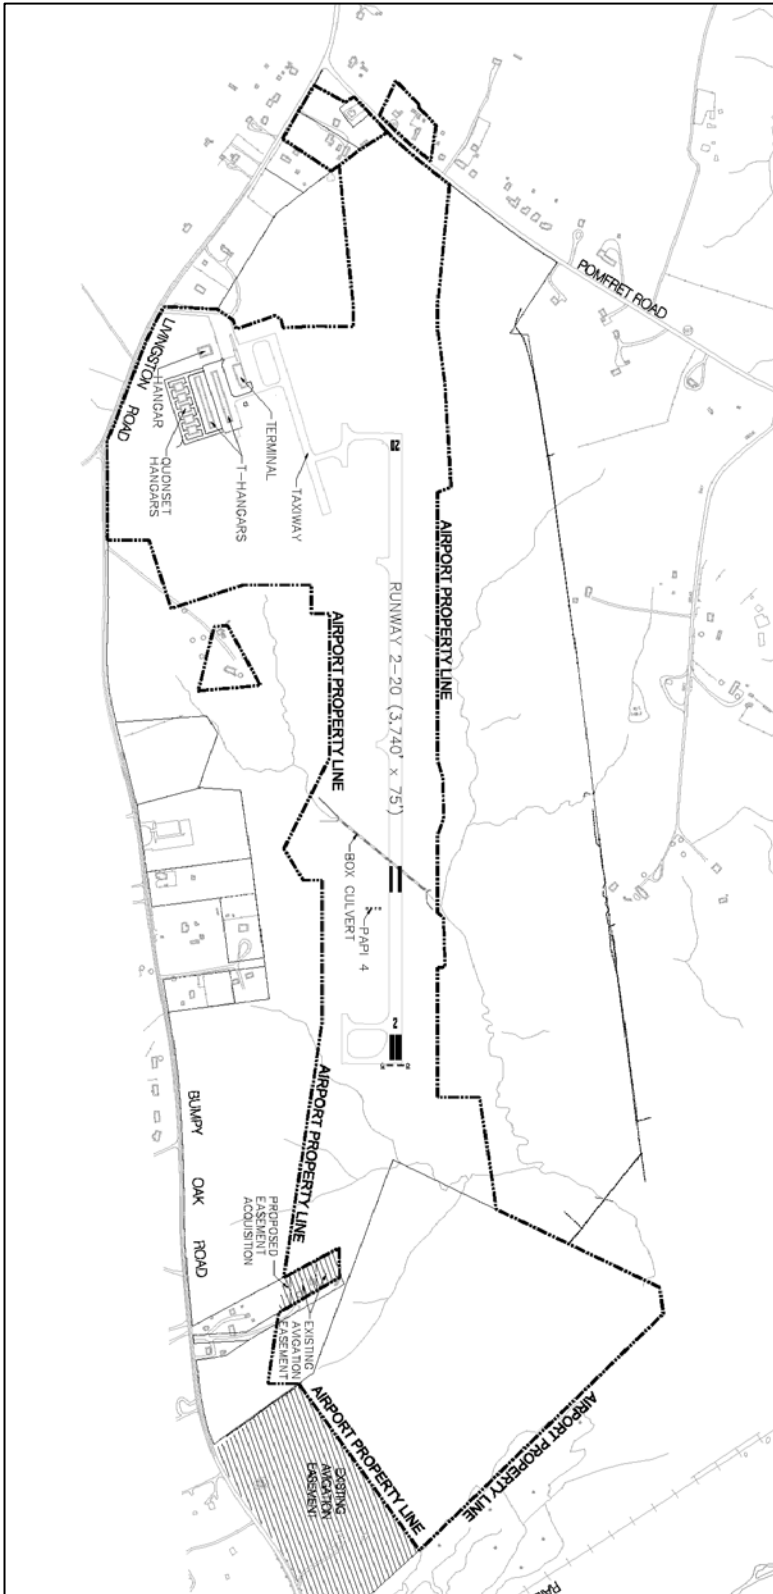 POMFRET ROAD
LIVINGSTON ROAD
HANGAR
QUONSET
HANGARS
T-HANGARS
TERMINAL
TAXIWAY
20
RUNWAY 2-20 (3,740' x 75')
AIRPORT PROPERTY LINE
AIRPORT PROPERTY LINE
BOX CULVERT
PAPI 4
2
AIRPORT PROPERTY LINE
BUMPY OAK ROAD
PROPOSED
EASEMENT
ACQUISITION
EXISTING
AVIGATION
EASEMENT
AIRPORT PROPERTY LINE
AIRPORT PROPERTY LINE
EXISTING
AVIGATION
EASEMENT